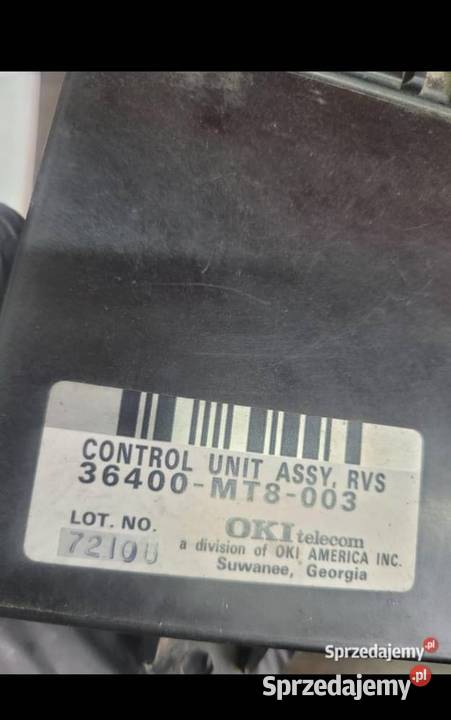 CONTROL UNIT ASSY, RVS
36400-MT8-003
LOT. NO.
7210U
OKI telecom
a division of OKI AMERICA INC.
Suwanee, Georgia
Sprzedajemy.pl
Sprzedajemy.pl